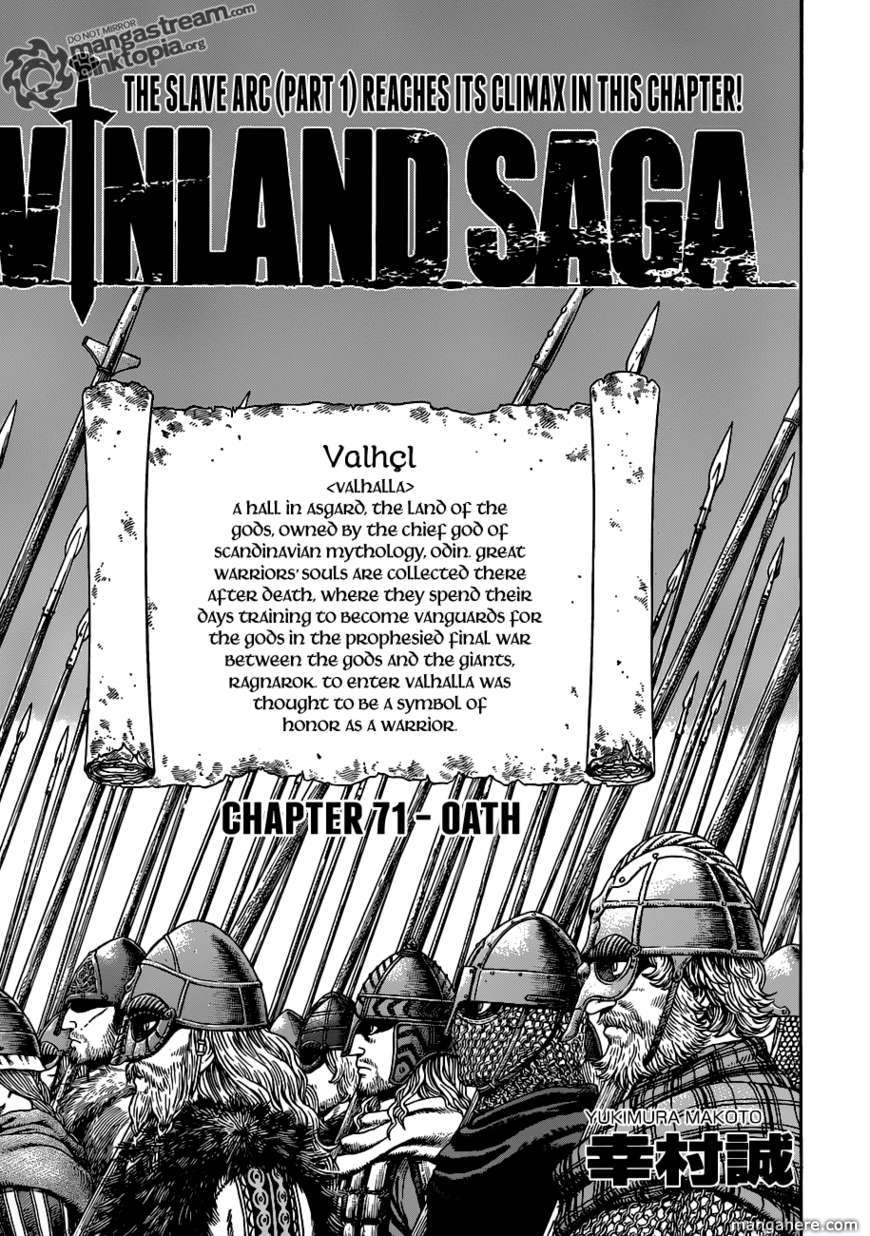 DO NOT MIRROR
mangastream.com
inktopia.org
THE SLAVE ARC (PART 1) REACHES ITS CLIMAX IN THIS CHAPTER!
VINLAND SAGA
Valhçl
<VALHALLA>
A HALL IN ASGARD, THE LAND OF THE
GODS, OWNED BY THE CHIEF GOD OF
SCANDINAVIAN MYTHOLOGY, ODIN. GREAT
WARRIORS' SOULS ARE COLLECTED THERE
AFTER DEATH, WHERE THEY SPEND THEIR
DAYS TRAINING TO BECOME VANGUARDS FOR
THE GODS IN THE PROPHESIED FINAL WAR
BETWEEN THE GODS AND THE GIANTS,
RAGNAROK. TO ENTER VALHALLA WAS
THOUGHT TO BE A SYMBOL OF
HONOR AS A WARRIOR.
CHAPTER 71 - OATH
YUKIMURA MAKOTO
幸村誠
www.mangahere.com